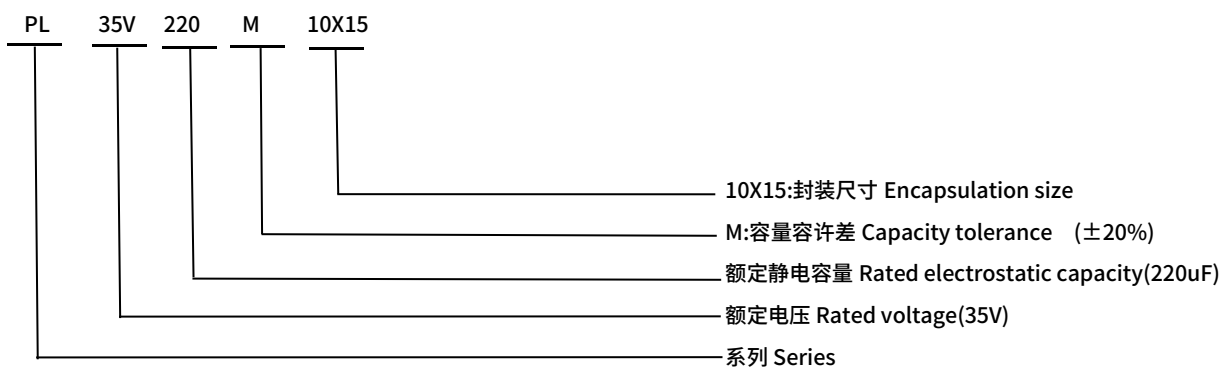 PL 35V 220 M 10X15
10X15:封装尺寸 Encapsulation size
M:容量容许差 Capacity tolerance (±20%)
额定静电容量 Rated electrostatic capacity(220uF)
额定电压 Rated voltage(35V)
系列 Series